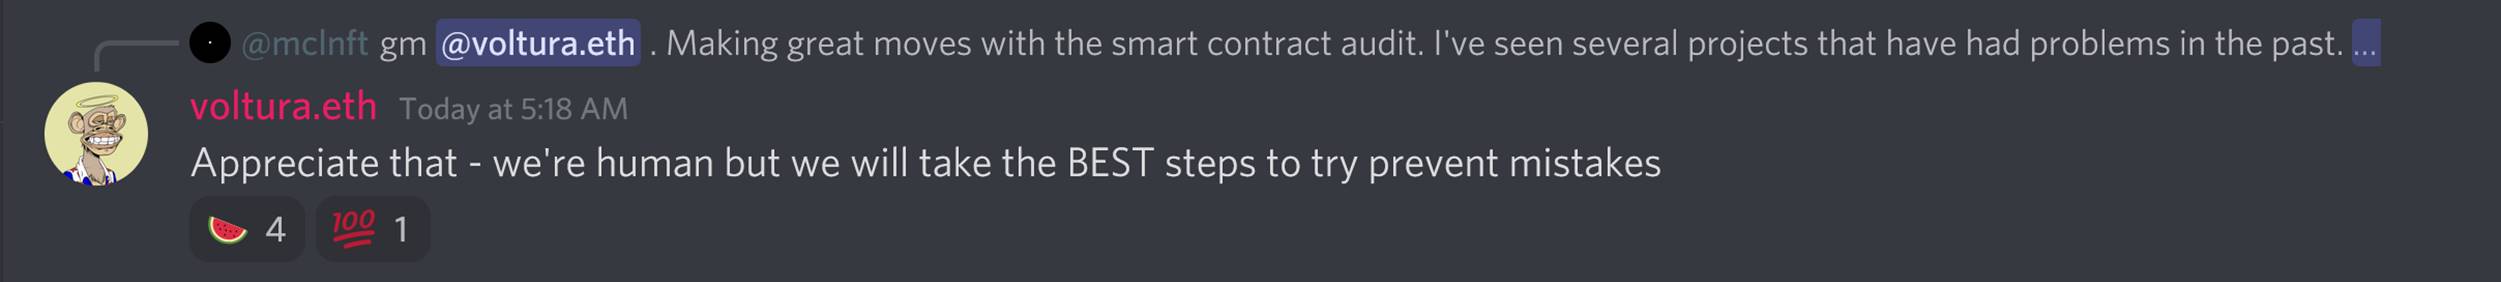 @mclnft gm @voltura.eth . Making great moves with the smart contract audit. I've seen several projects that have had problems in the past. ...
voltura.eth Today at 5:18 AM
Appreciate that - we're human but we will take the BEST steps to try prevent mistakes
🍉 4 💯 1